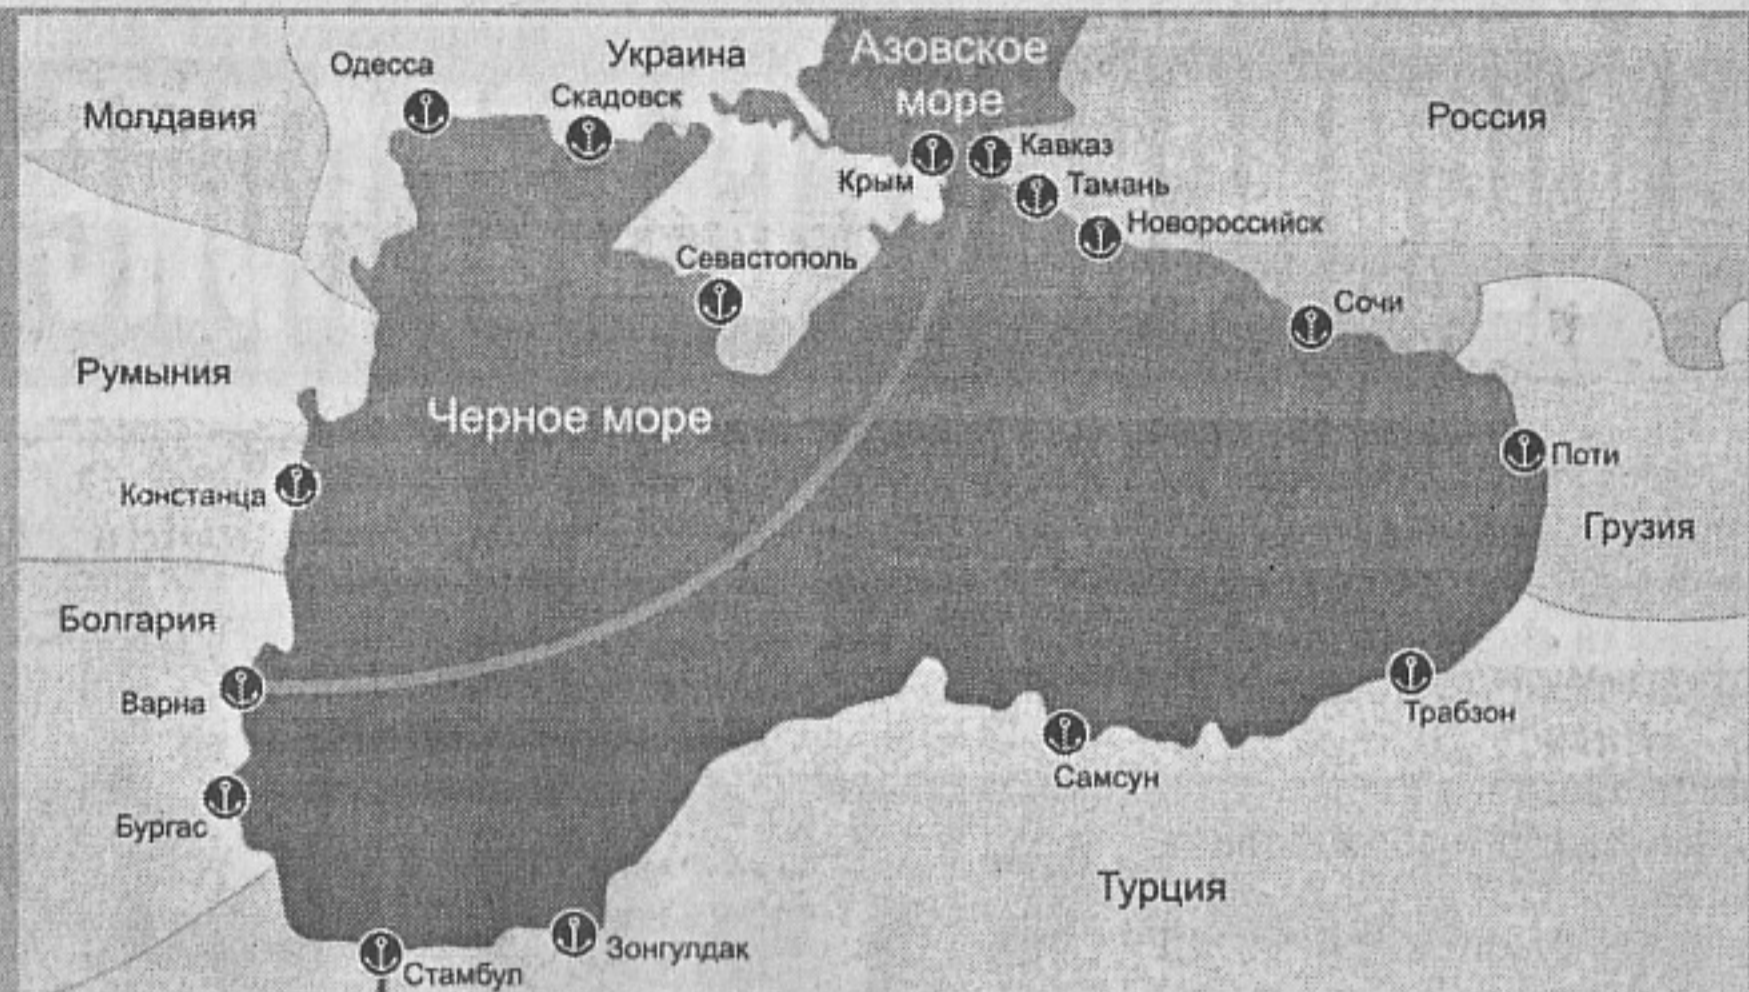 Украина
Азовское
море
Одесса
Скадовск
Молдавия
Россия
Кавказ
Крым
Тамань
Новороссийск
Севастополь
Сочи
Румыния
Черное море
Поти
Констанца
Грузия
Болгария
Варна
Трабзон
Самсун
Бургас
Турция
Зонгулдак
Стамбул